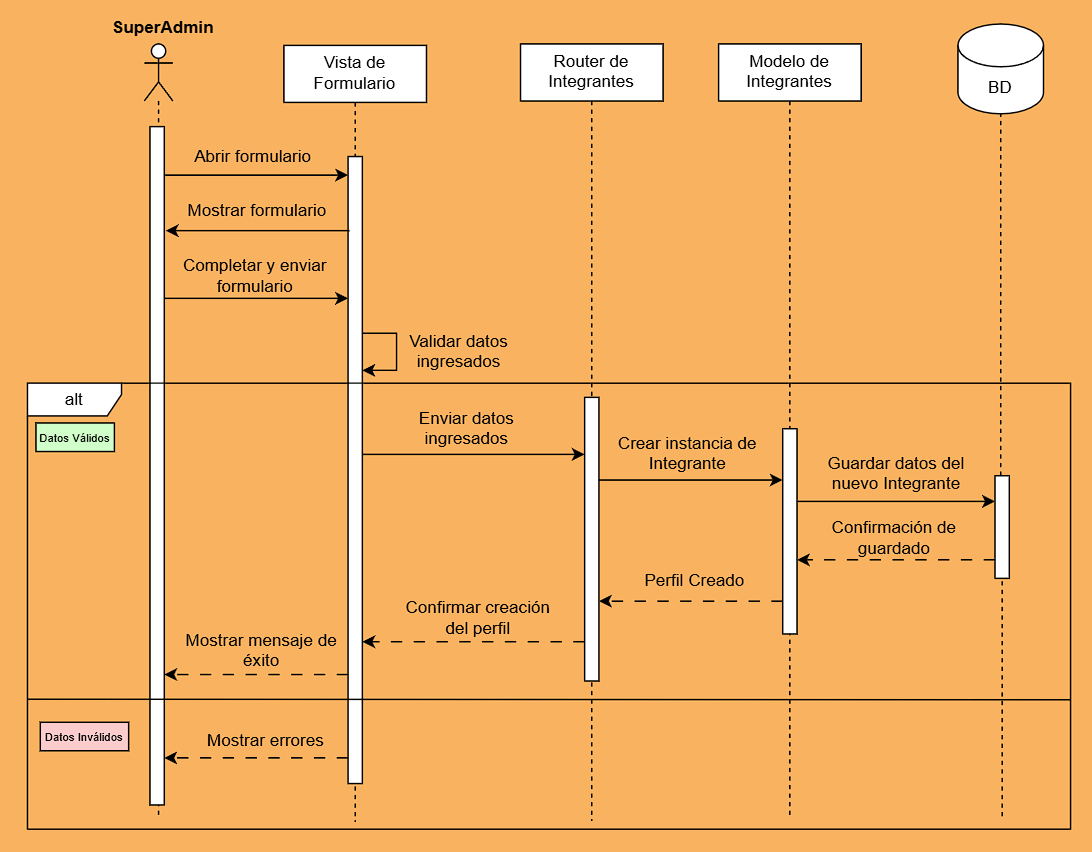 SuperAdmin
Vista de
Formulario
Router de
Integrantes
Modelo de
Integrantes
BD
Abrir formulario
Mostrar formulario
Completar y enviar
formulario
Validar datos
ingresados
alt
Datos Válidos
Enviar datos
ingresados
Crear instancia de
Integrante
Guardar datos del
nuevo Integrante
Confirmación de
guardado
Perfil Creado
Confirmar creación
del perfil
Mostrar mensaje de
éxito
Datos Inválidos
Mostrar errores